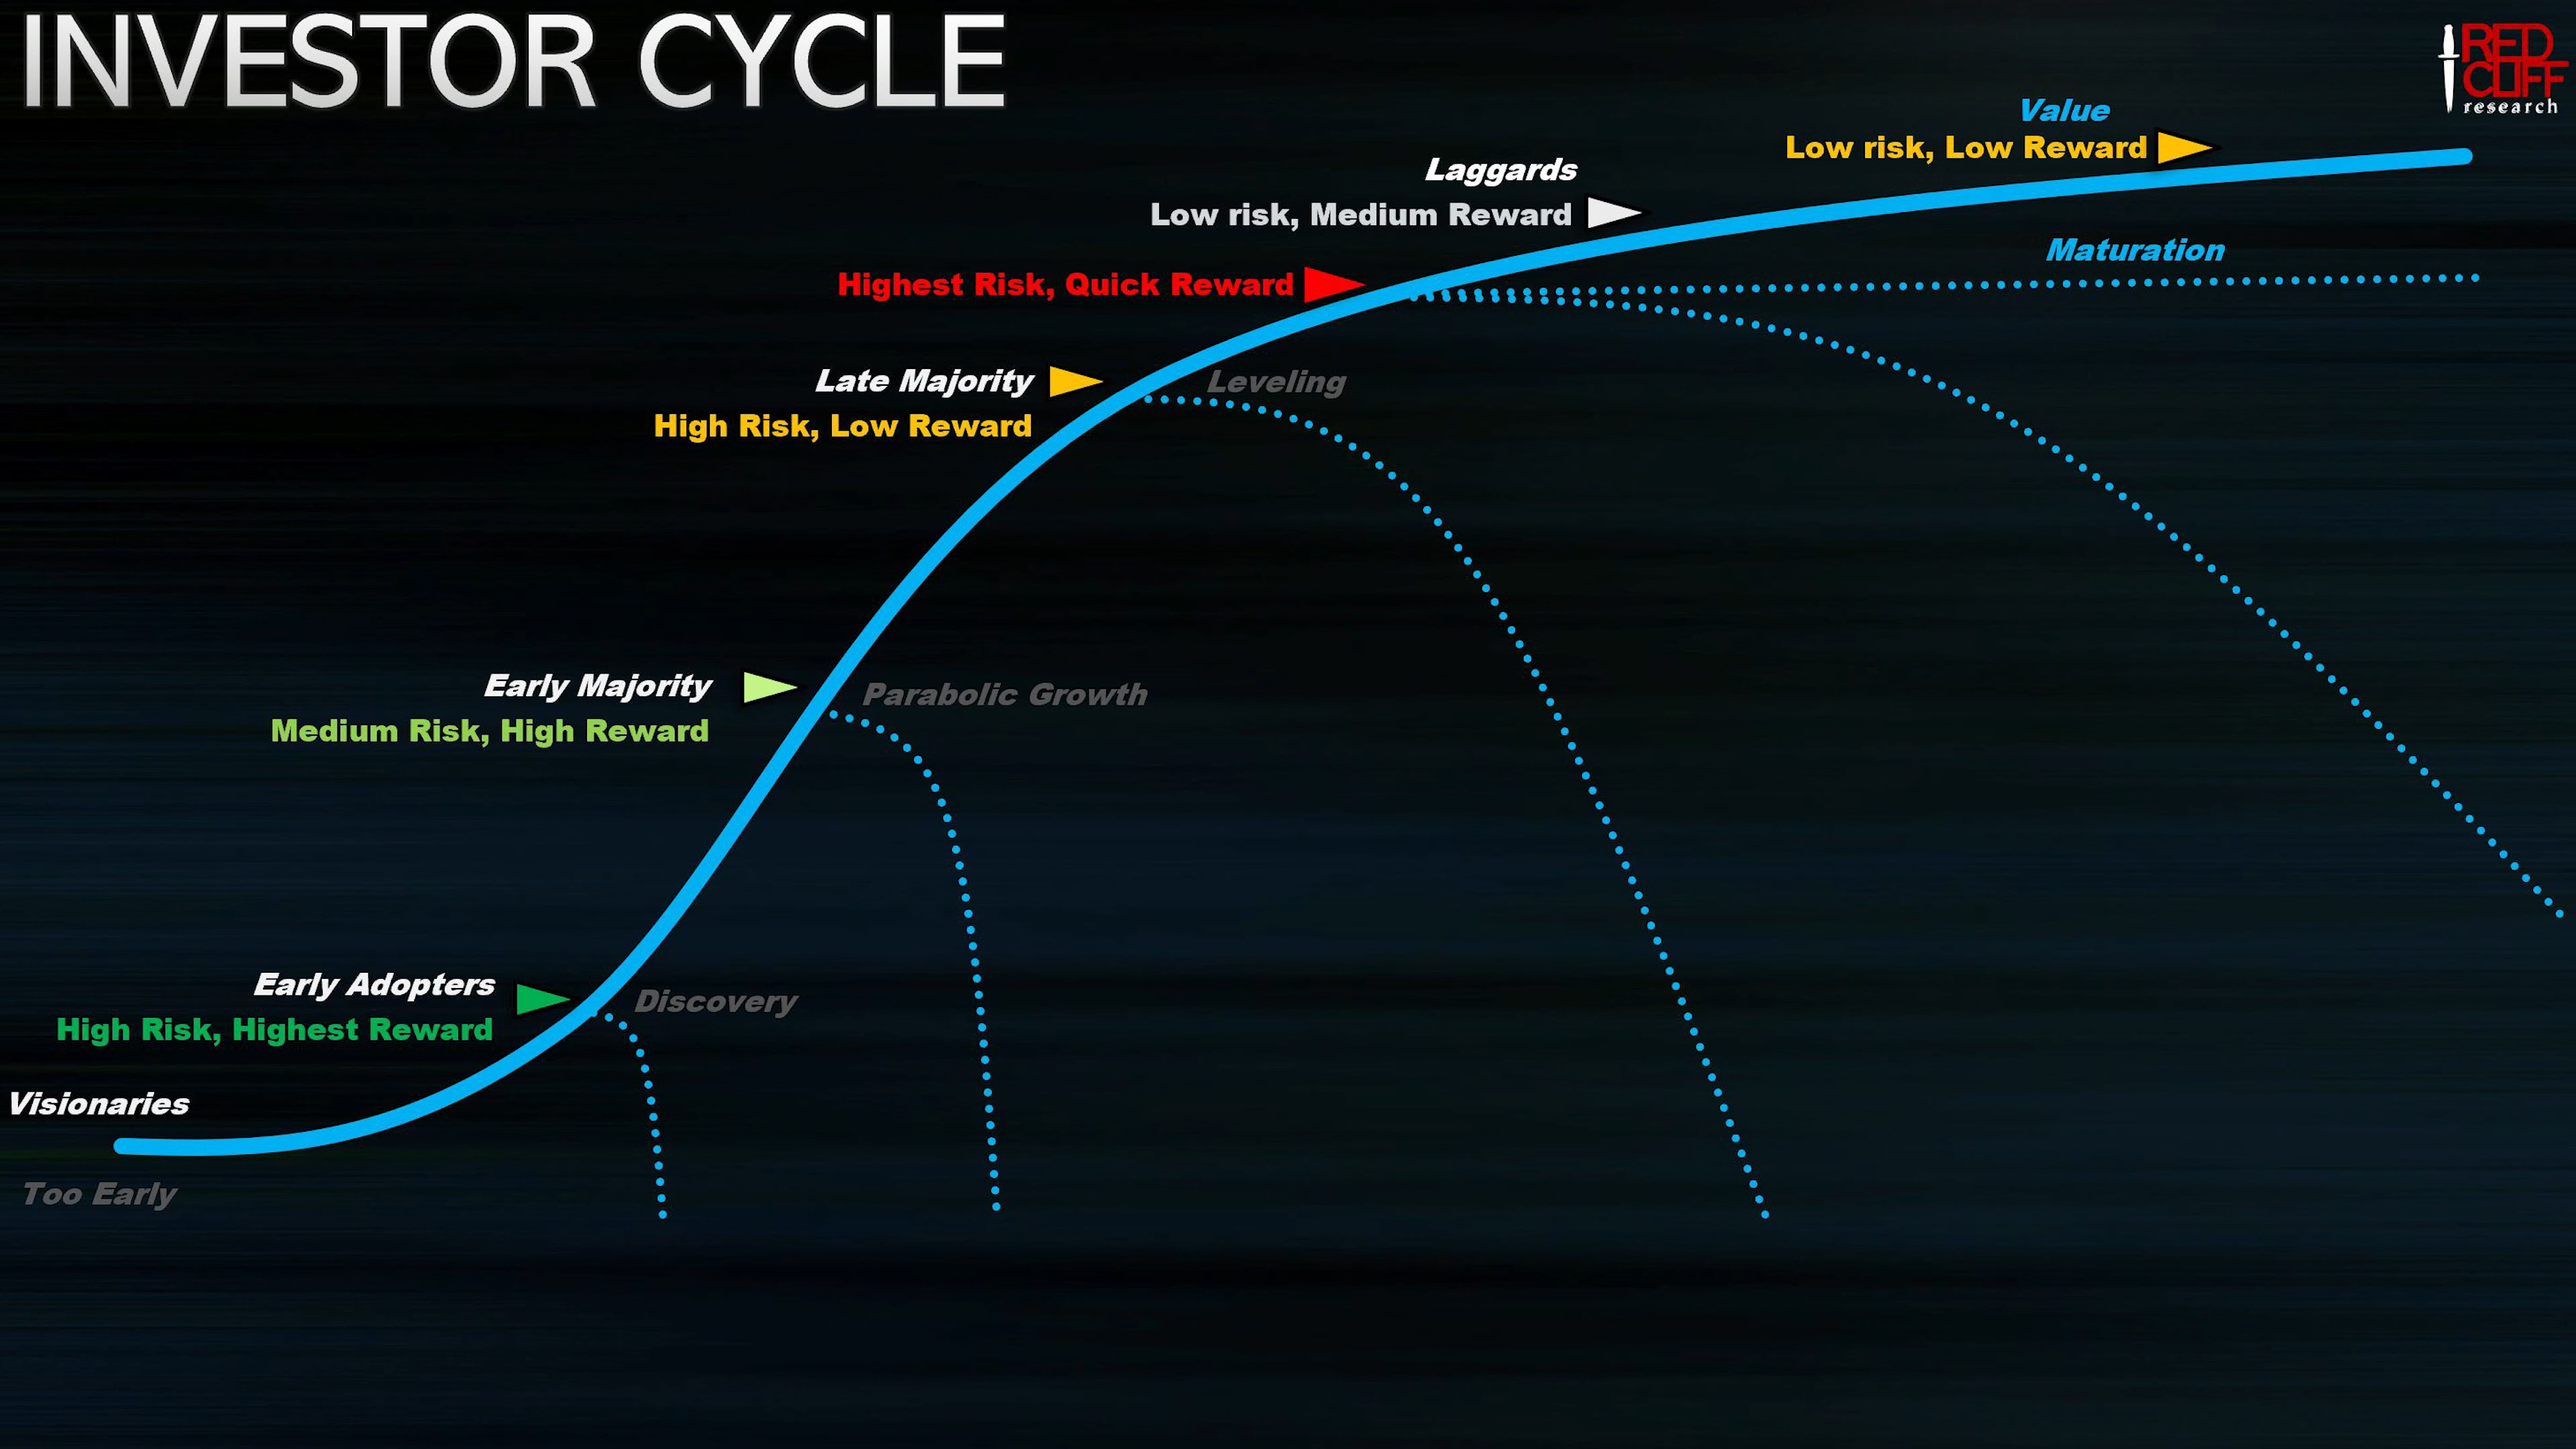 INVESTOR CYCLE
RED
CLIFF
research
Value
Low risk, Low Reward
Laggards
Low risk, Medium Reward
Maturation
Highest Risk, Quick Reward
Late Majority
Leveling
High Risk, Low Reward
Early Majority
Parabolic Growth
Medium Risk, High Reward
Early Adopters
Discovery
High Risk, Highest Reward
Visionaries
Too Early